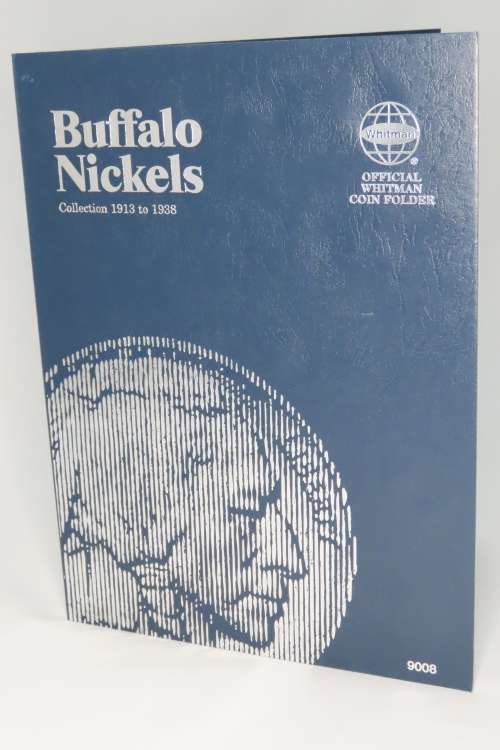 Buffalo
Nickels
Collection 1913 to 1938
Whitman
®
OFFICIAL
WHITMAN
COIN FOLDER
9008